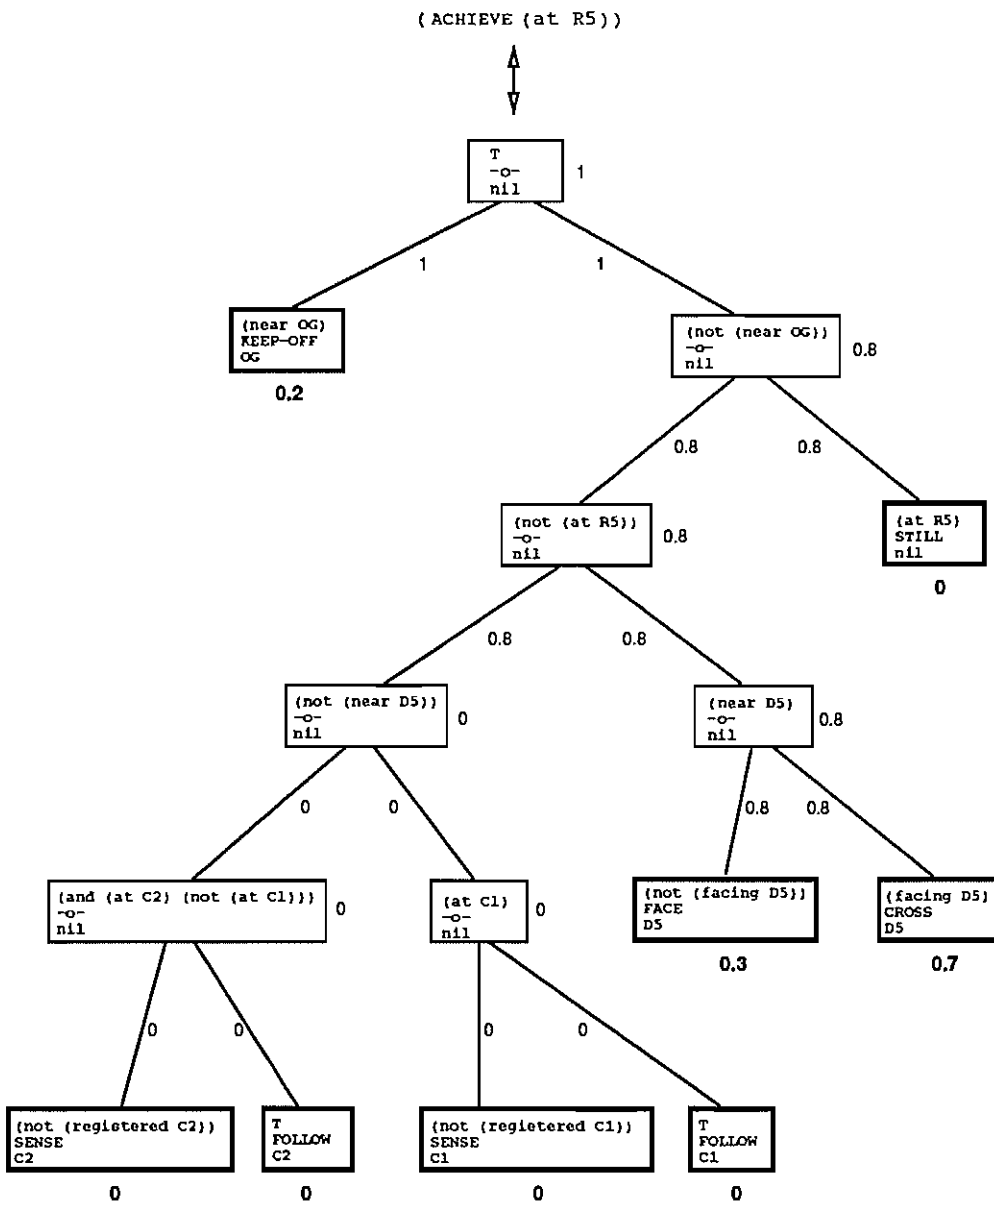 (ACHIEVE (at R5))
T
-o-
nil
1
1
1
(near OG)
KEEP-OFF
OG
0.2
(not (near OG))
-o-
nil
0.8
0.8
0.8
(not (at R5))
-o-
nil
0.8
(at R5)
STILL
nil
0
0.8
0.8
(not (near D5))
-o-
nil
0
(near D5)
-o-
nil
0.8
0
0
0.8
0.8
(and (at C2) (not (at C1)))
-o-
nil
0
(at C1)
-o-
nil
0
(not (facing D5))
FACE
D5
0.3
(facing D5)
CROSS
D5
0.7
0
0
0
0
(not (registered C2))
SENSE
C2
0
T
FOLLOW
C2
0
(not (registered C1))
SENSE
C1
0
T
FOLLOW
C1
0